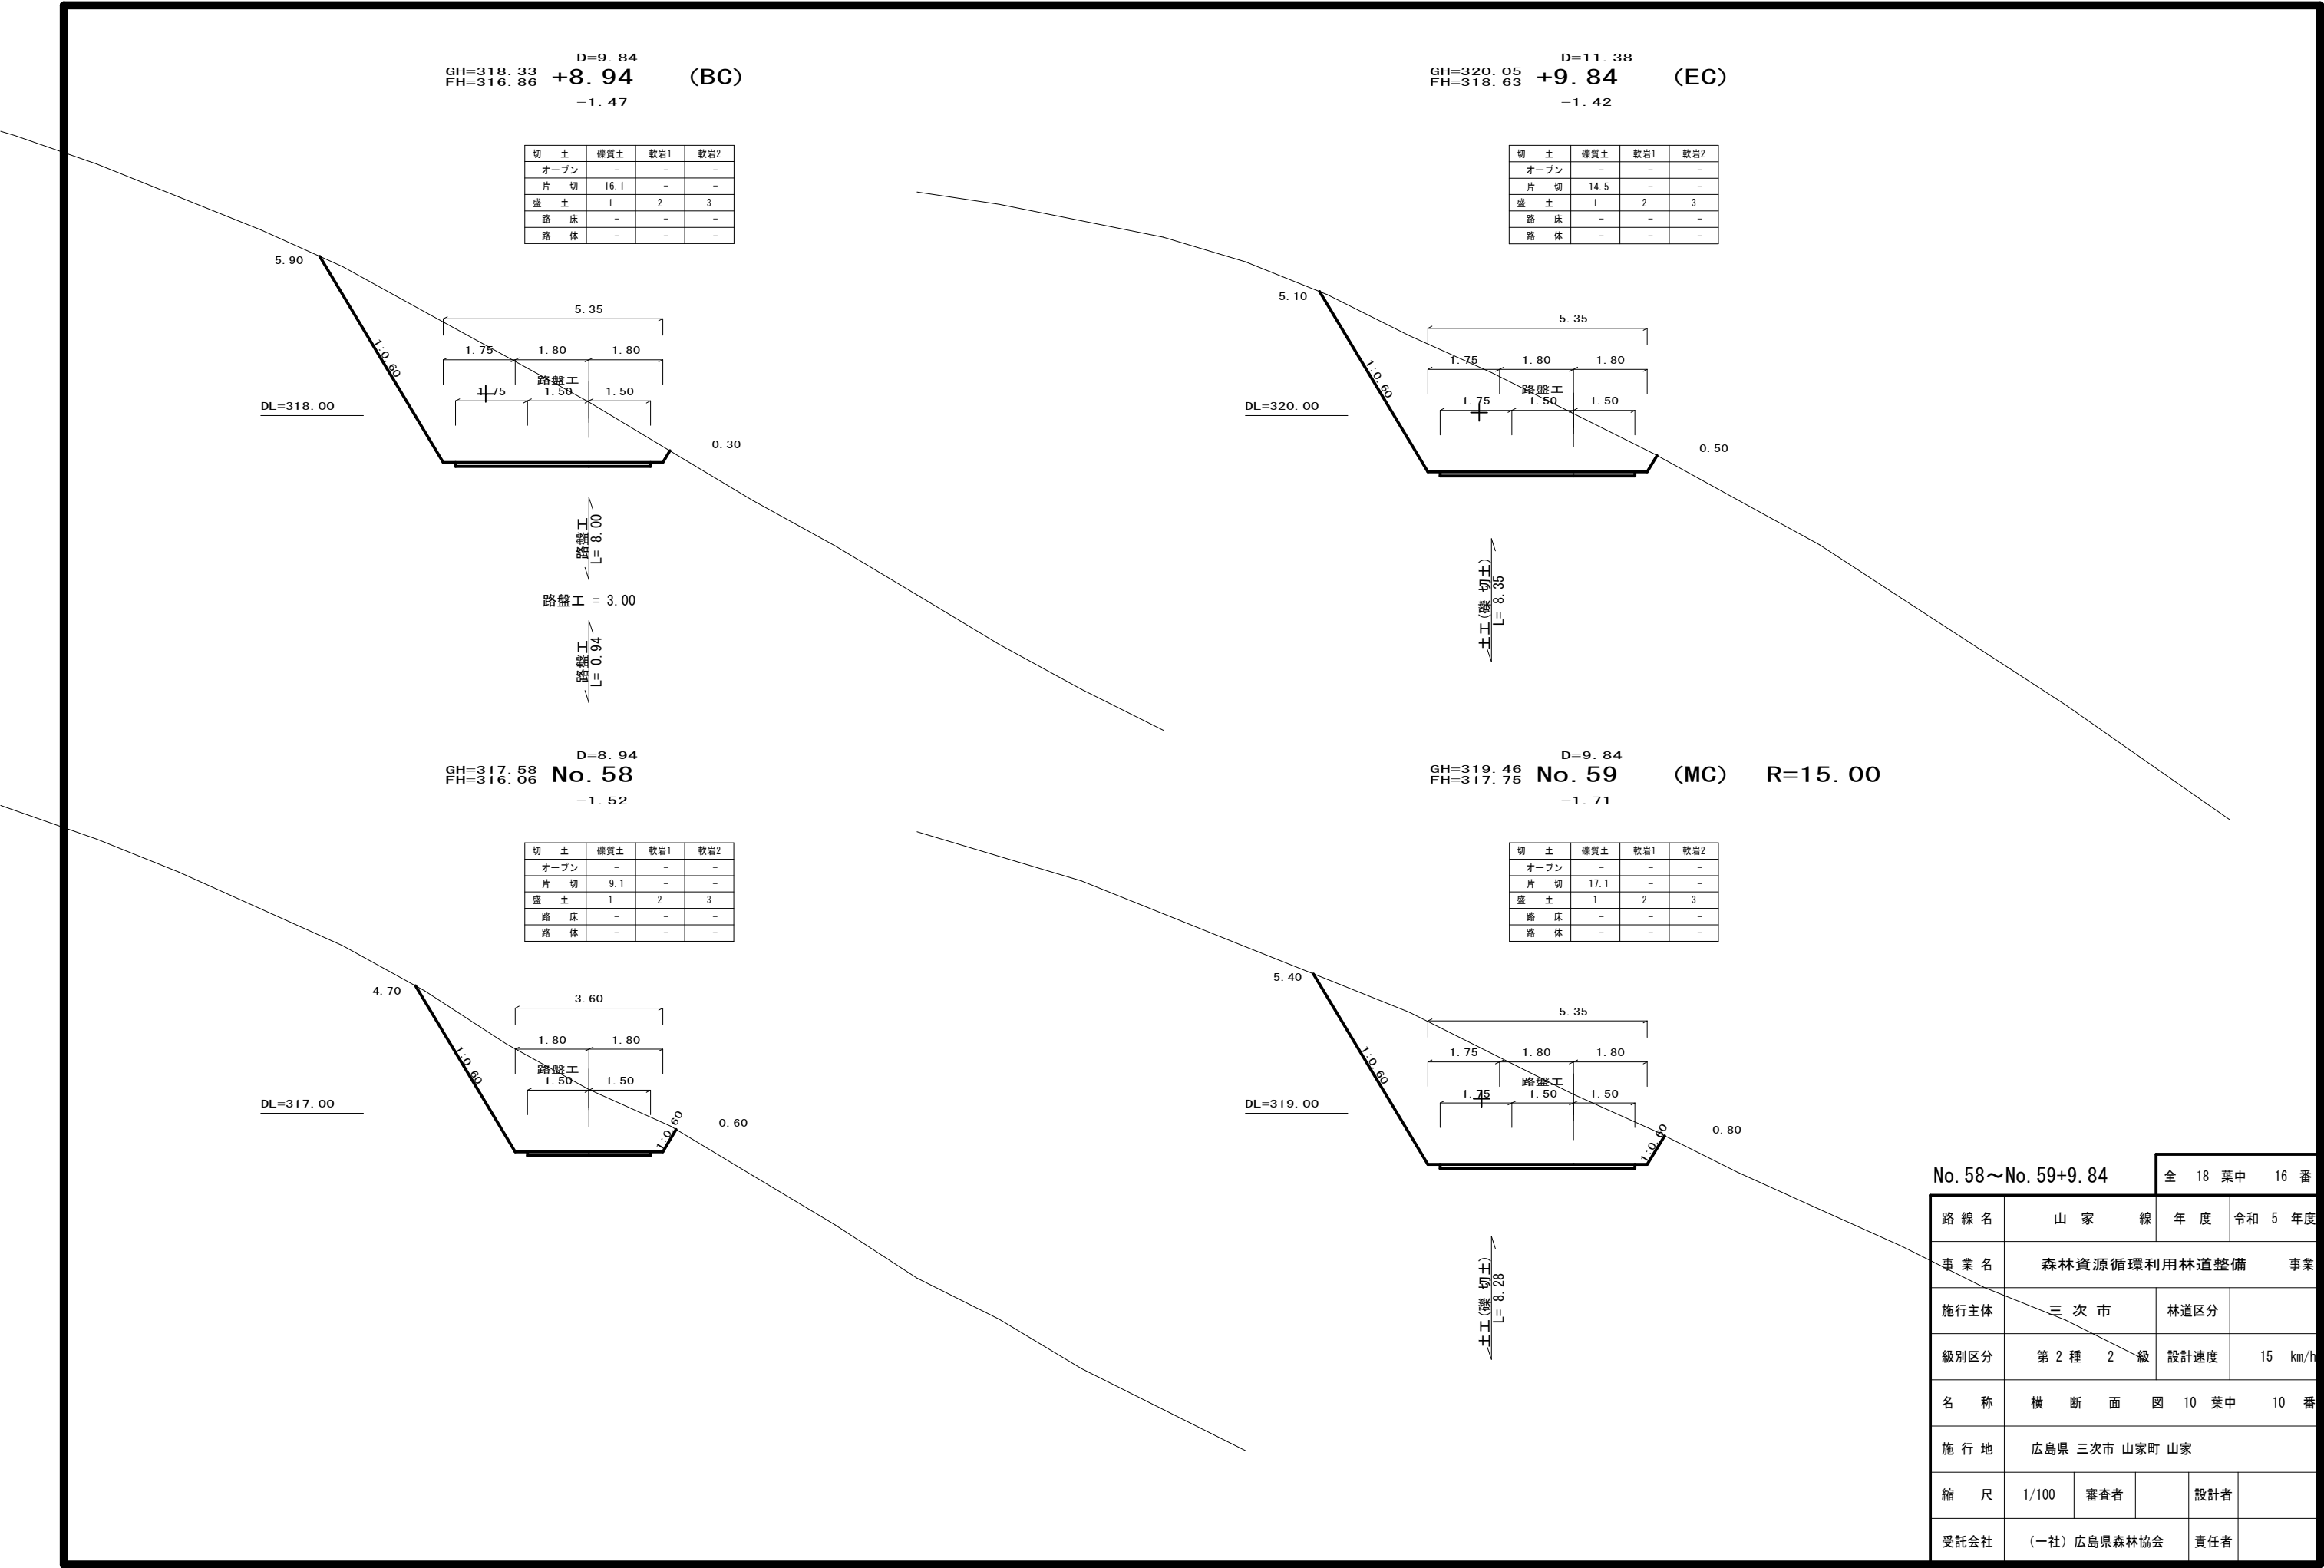 D=9.84
GH=318.33
FH=316.86
+8.94 (BC)
-1.47
切 土 礫質土 軟岩1 軟岩2
オープン - - -
片 切 16.1 - -
盛 土 1 2 3
路 床 - - -
路 体 - - -
5.90
5.35
1.75 1.80 1.80
1:0.60
路盤工
1.75 1.50 1.50
DL=318.00
0.30
路盤工
L= 8.00
路盤工 = 3.00
路盤工
L= 0.94
D=11.38
GH=320.05
FH=318.63
+9.84 (EC)
-1.42
切 土 礫質土 軟岩1 軟岩2
オープン - - -
片 切 14.5 - -
盛 土 1 2 3
路 床 - - -
路 体 - - -
5.10
5.35
1.75 1.80 1.80
1:0.60
路盤工
1.75 1.50 1.50
DL=320.00
0.50
土工(礫 切土)
L= 8.35
D=8.94
GH=317.58
FH=316.06
No.58
-1.52
切 土 礫質土 軟岩1 軟岩2
オープン - - -
片 切 9.1 - -
盛 土 1 2 3
路 床 - - -
路 体 - - -
4.70
3.60
1.80 1.80
1:0.60
路盤工
1.50 1.50
DL=317.00
1:0.60
0.60
D=9.84
GH=319.46
FH=317.75
No.59 (MC) R=15.00
-1.71
切 土 礫質土 軟岩1 軟岩2
オープン - - -
片 切 17.1 - -
盛 土 1 2 3
路 床 - - -
路 体 - - -
5.40
5.35
1.75 1.80 1.80
1:0.60
路盤工
1.75 1.50 1.50
DL=319.00
1:0.60
0.80
土工(礫 切土)
L= 8.28
No.58~No.59+9.84
全 18 葉中 16 番
路線名 山 家 線 年 度 令和 5 年度
事業名 森林資源循環利用林道整備 事業
施行主体 三 次 市 林道区分
級別区分 第 2 種 2 級 設計速度 15 km/h
名 称 横 断 面 図 10 葉中 10 番
施行地 広島県 三次市 山家町 山家
縮 尺 1/100 審査者 設計者
受託会社 (一社)広島県森林協会 責任者